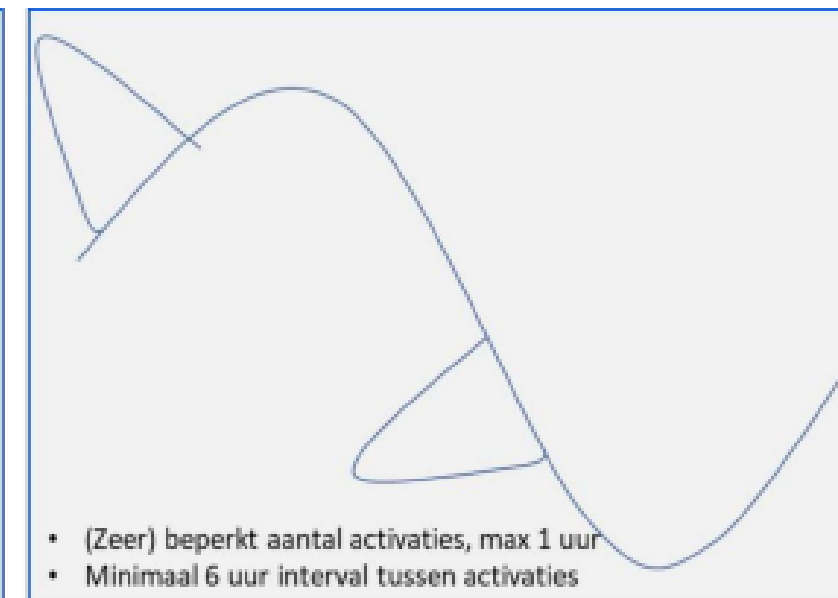 • (Zeer) beperkt aantal activaties, max 1 uur
• Minimaal 6 uur interval tussen activaties